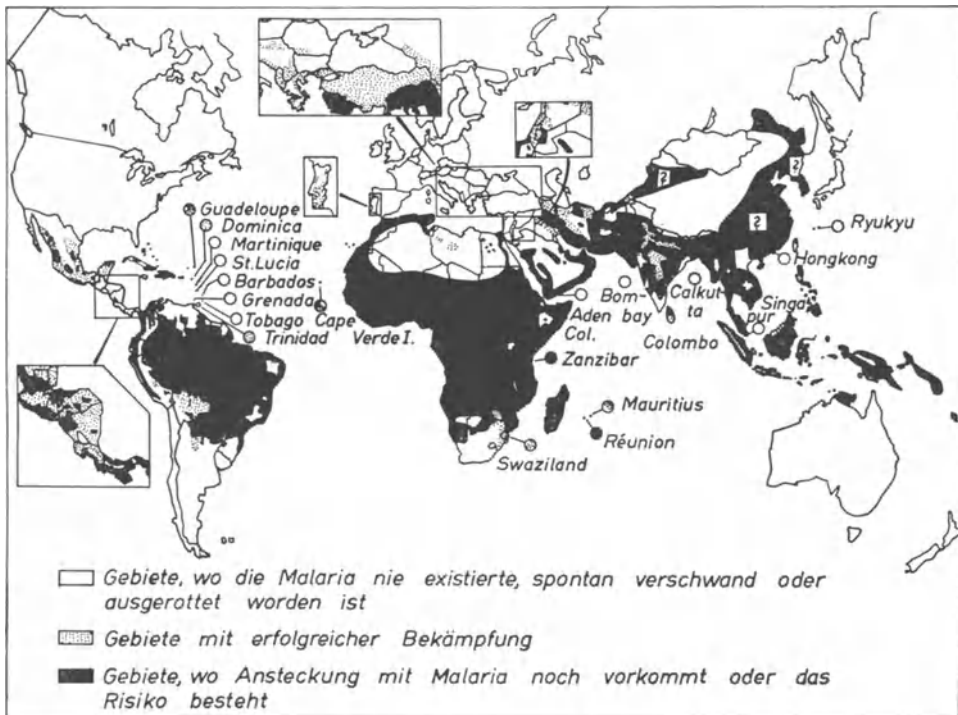 Guadeloupe
Dominica
Martinique
St. Lucia
Barbados
Grenada
Tobago Cape
Trinidad Verde I.
?
?
?
Ryukyu
Hongkong
Bom-
bay
Calkut
ta
Singa
pur
Aden
Col.
Colombo
Zanzibar
Mauritius
Réunion
Swaziland
Gebiete, wo die Malaria nie existierte, spontan verschwand oder
ausgerottet worden ist
Gebiete mit erfolgreicher Bekämpfung
Gebiete, wo Ansteckung mit Malaria noch vorkommt oder das
Risiko besteht